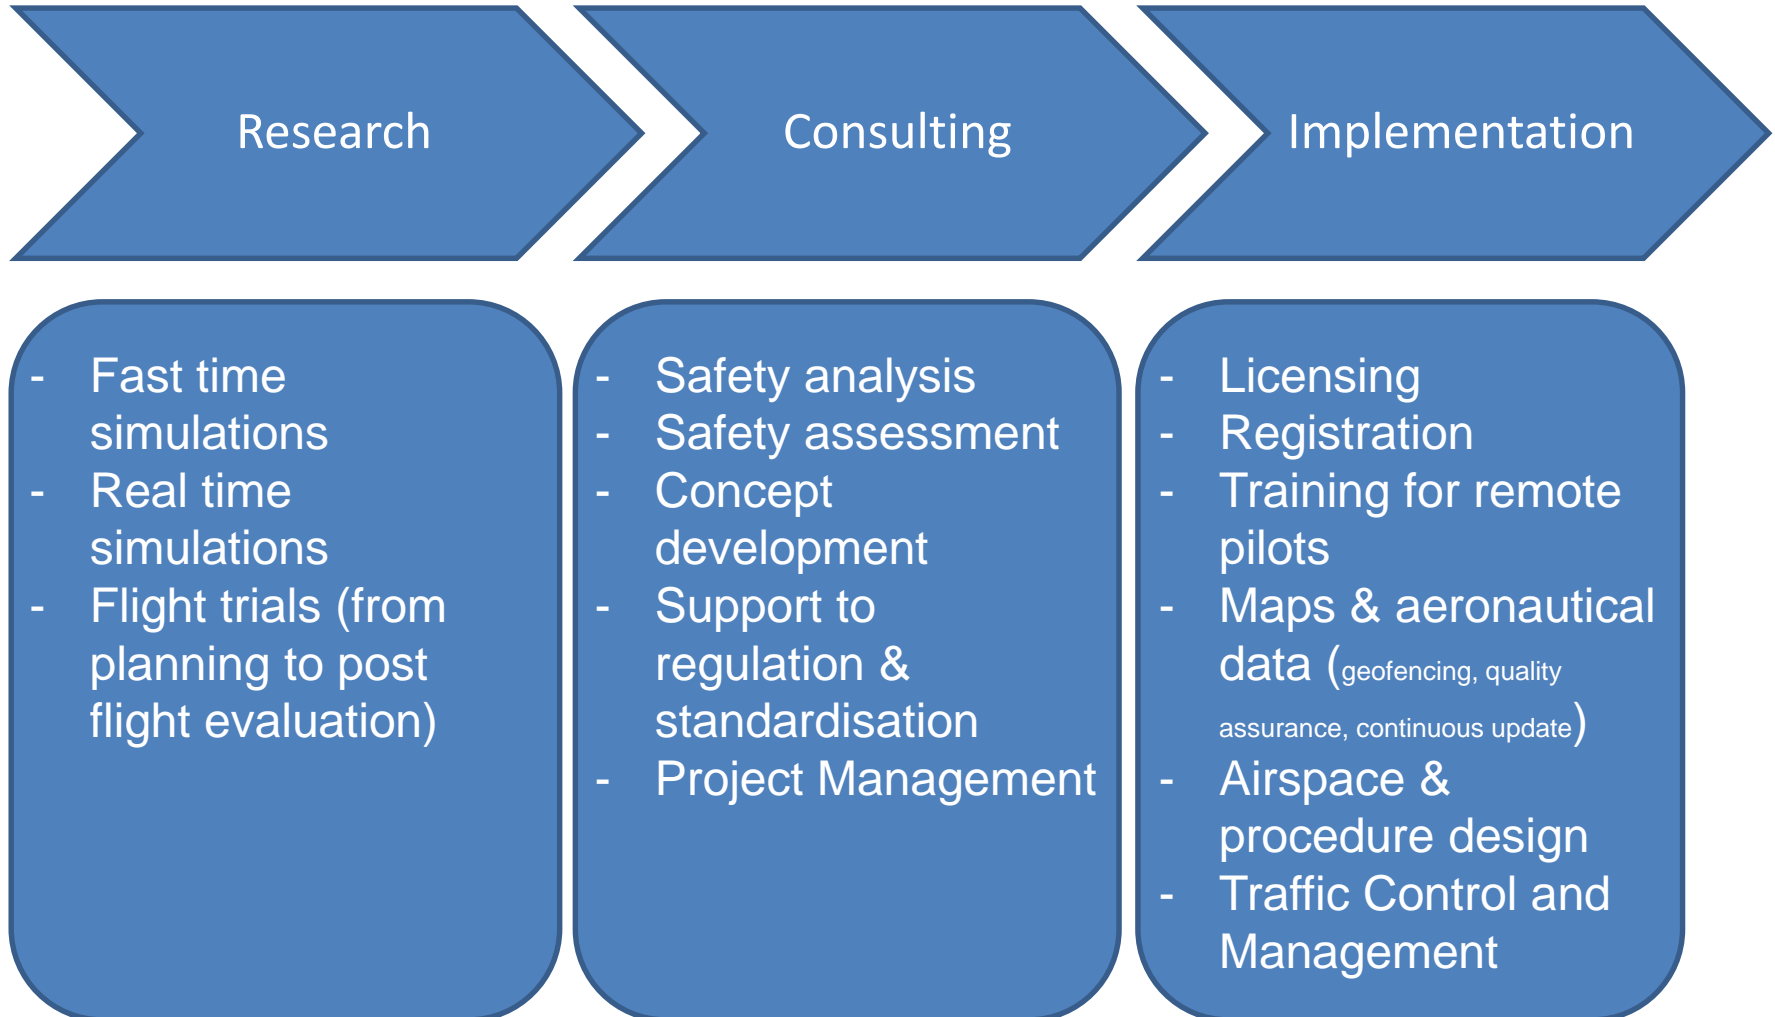 Research
Consulting
Implementation
- Fast time
simulations
- Real time
simulations
- Flight trials (from
planning to post
flight evaluation)
- Safety analysis
- Safety assessment
- Concept
development
- Support to
regulation &
standardisation
- Project Management
- Licensing
- Registration
- Training for remote
pilots
- Maps & aeronautical
data (geofencing, quality
assurance, continuous update)
- Airspace &
procedure design
- Traffic Control and
Management